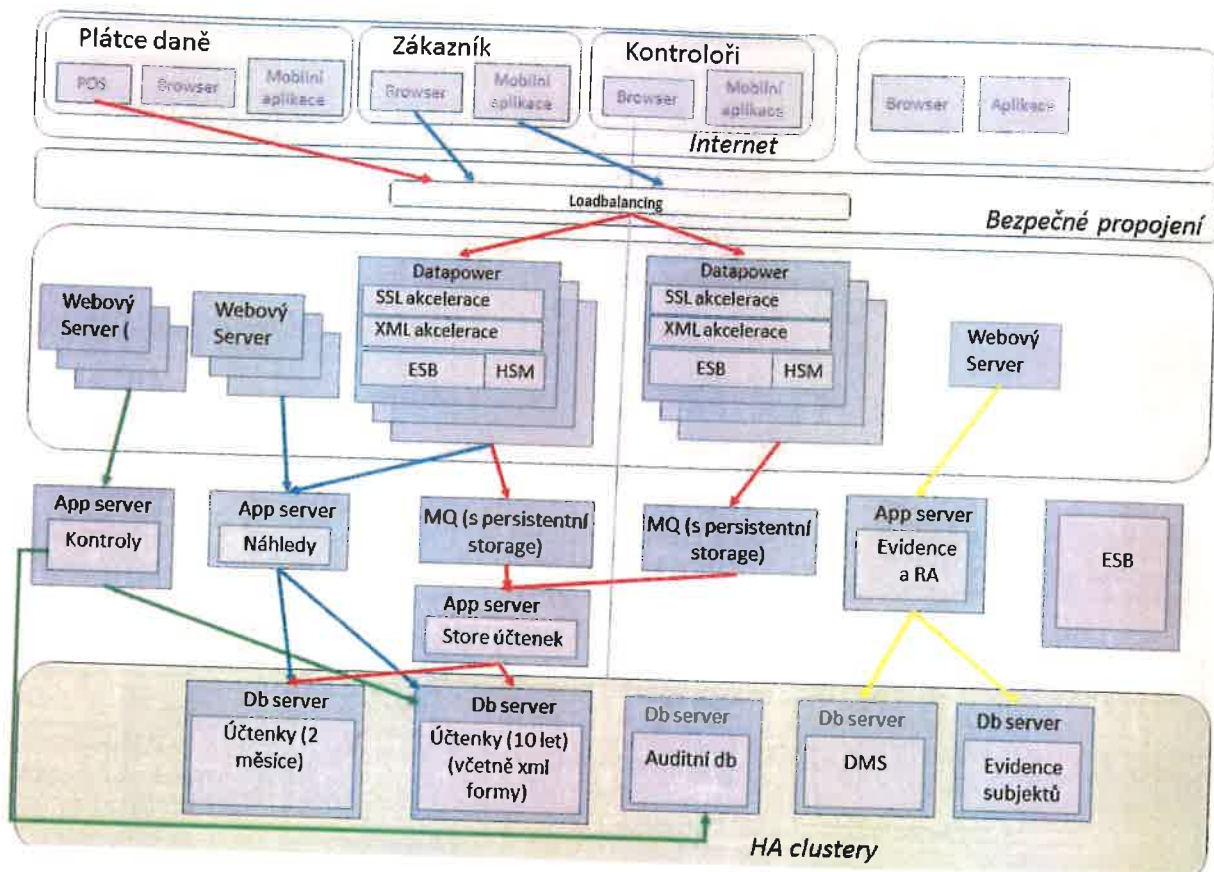 Plátce daně
Zákazník
Kontroloři
POS
Browser
Mobilní
aplikace
Browser
Mobilní
aplikace
Browser
Mobilní
aplikace
Browser
Aplikace
Internet
Loadbalancing
Bezpečné propojení
Webový
Server (
Webový
Server
Datapower
SSL akcelerace
XML akcelerace
ESB
HSM
Datapower
SSL akcelerace
XML akcelerace
ESB
HSM
Webový
Server
App server
Kontroly
App server
Náhledy
MQ (s persistentní
storage)
MQ (s persistentní
storage)
App server
Evidence
a RA
ESB
App server
Store účtenek
Db server
Účtenky (2
měsíce)
Db server
Účtenky (10 let)
(včetně xml
formy)
Db server
Auditní db
Db server
DMS
Db server
Evidence
subjektů
HA clustery